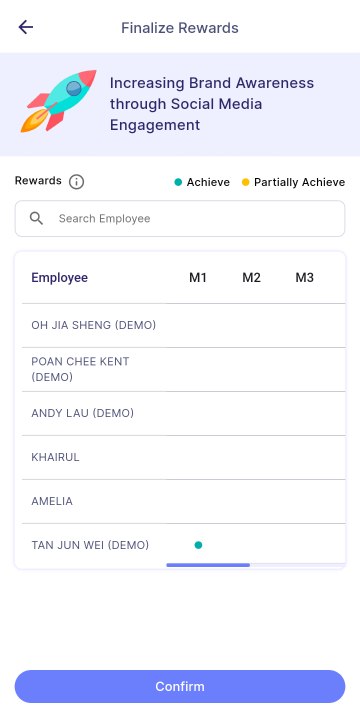 Finalize Rewards
Increasing Brand Awareness
through Social Media
Engagement
Rewards
Achieve
Partially Achieve
Search Employee
Employee M1 M2 M3
OH JIA SHENG (DEMO)
POAN CHEE KENT
(DEMO)
ANDY LAU (DEMO)
KHAIRUL
AMELIA
TAN JUN WEI (DEMO)
Confirm